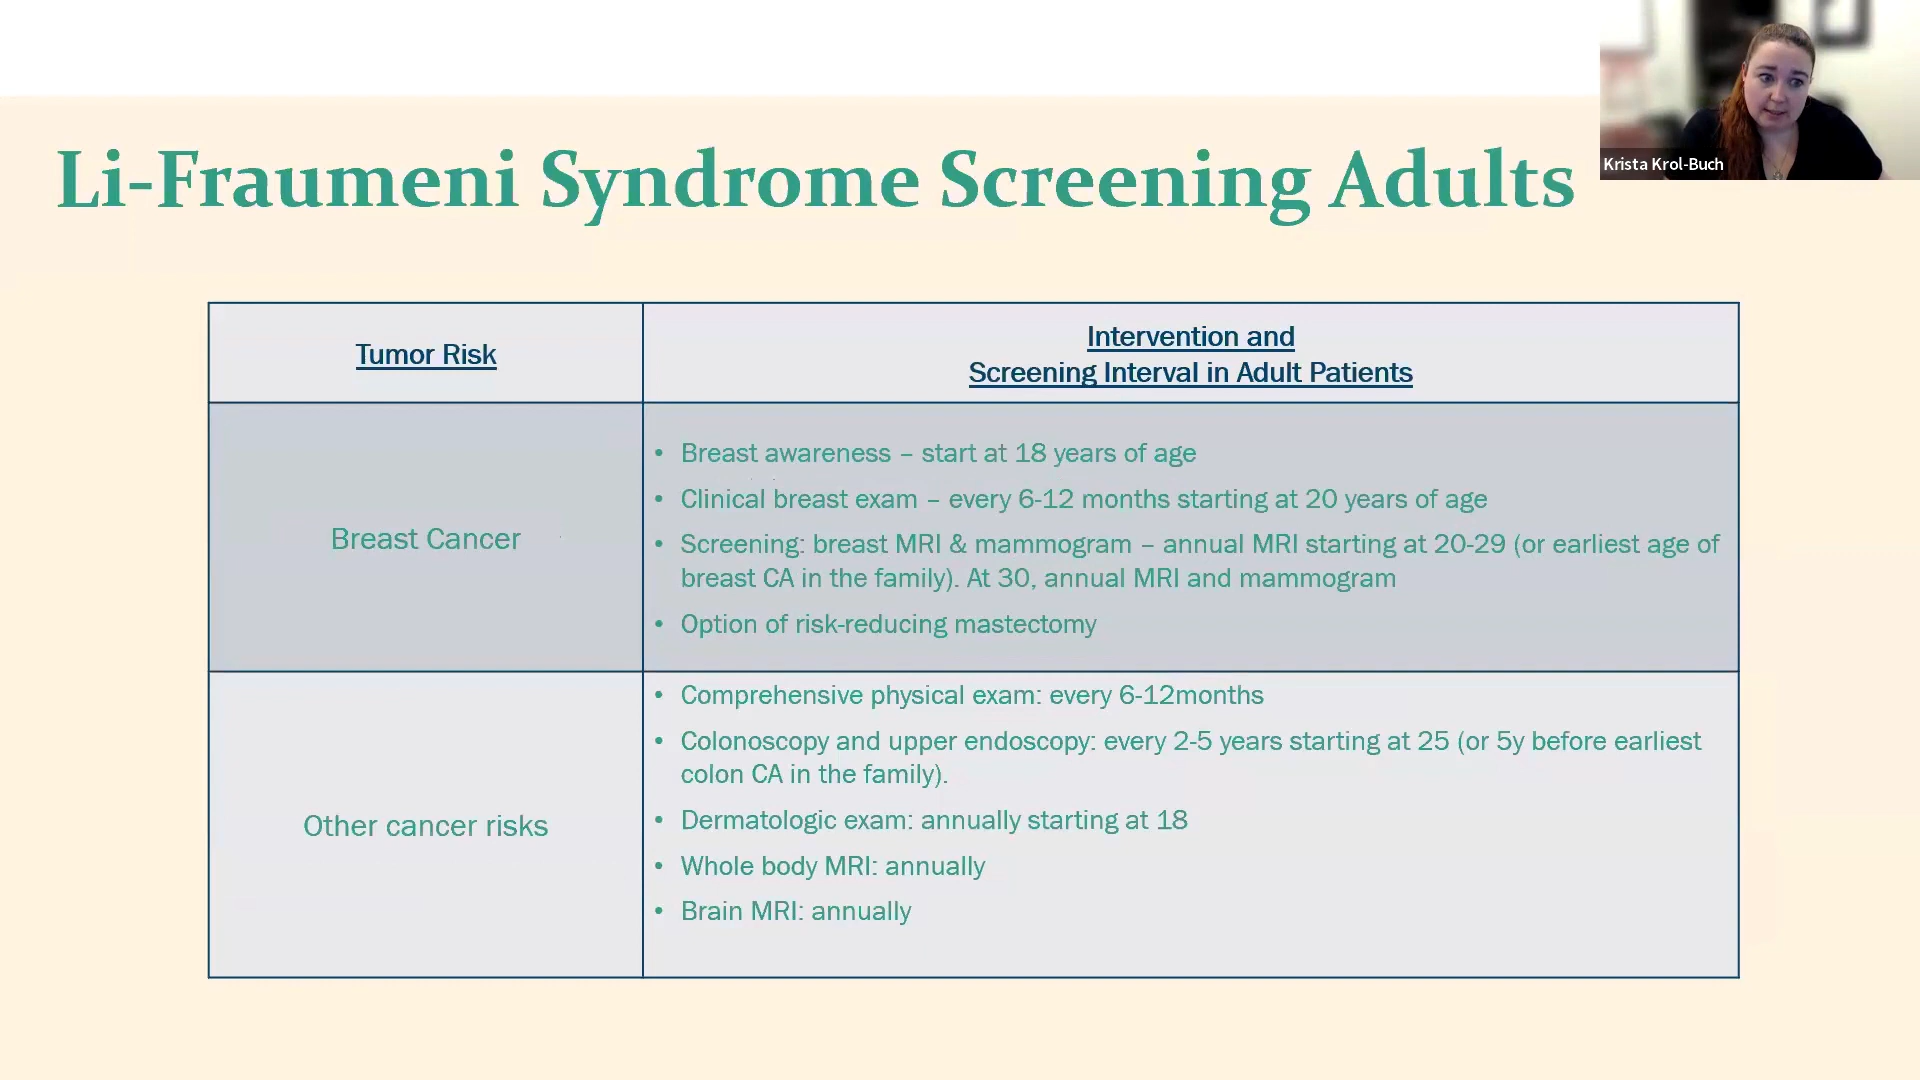 Krista Krol-Buch
Li-Fraumeni Syndrome Screening Adults
Tumor Risk
Intervention and
Screening Interval in Adult Patients
Breast Cancer
• Breast awareness – start at 18 years of age
• Clinical breast exam – every 6-12 months starting at 20 years of age
• Screening: breast MRI & mammogram – annual MRI starting at 20-29 (or earliest age of
breast CA in the family). At 30, annual MRI and mammogram
• Option of risk-reducing mastectomy
Other cancer risks
• Comprehensive physical exam: every 6-12months
• Colonoscopy and upper endoscopy: every 2-5 years starting at 25 (or 5y before earliest
colon CA in the family).
• Dermatologic exam: annually starting at 18
• Whole body MRI: annually
• Brain MRI: annually